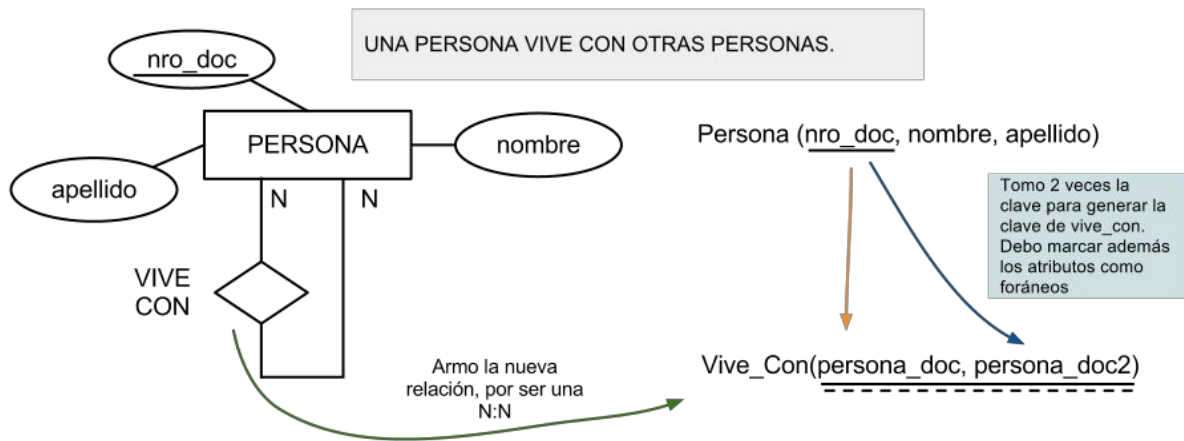 UNA PERSONA VIVE CON OTRAS PERSONAS.
nro_doc
PERSONA
nombre
apellido
N
N
VIVE
CON
Persona (nro_doc, nombre, apellido)
Tomo 2 veces la
clave para generar la
clave de vive_con.
Debo marcar además
los atributos como
foráneos
Armo la nueva
relación, por ser una
N:N
Vive_Con(persona_doc, persona_doc2)